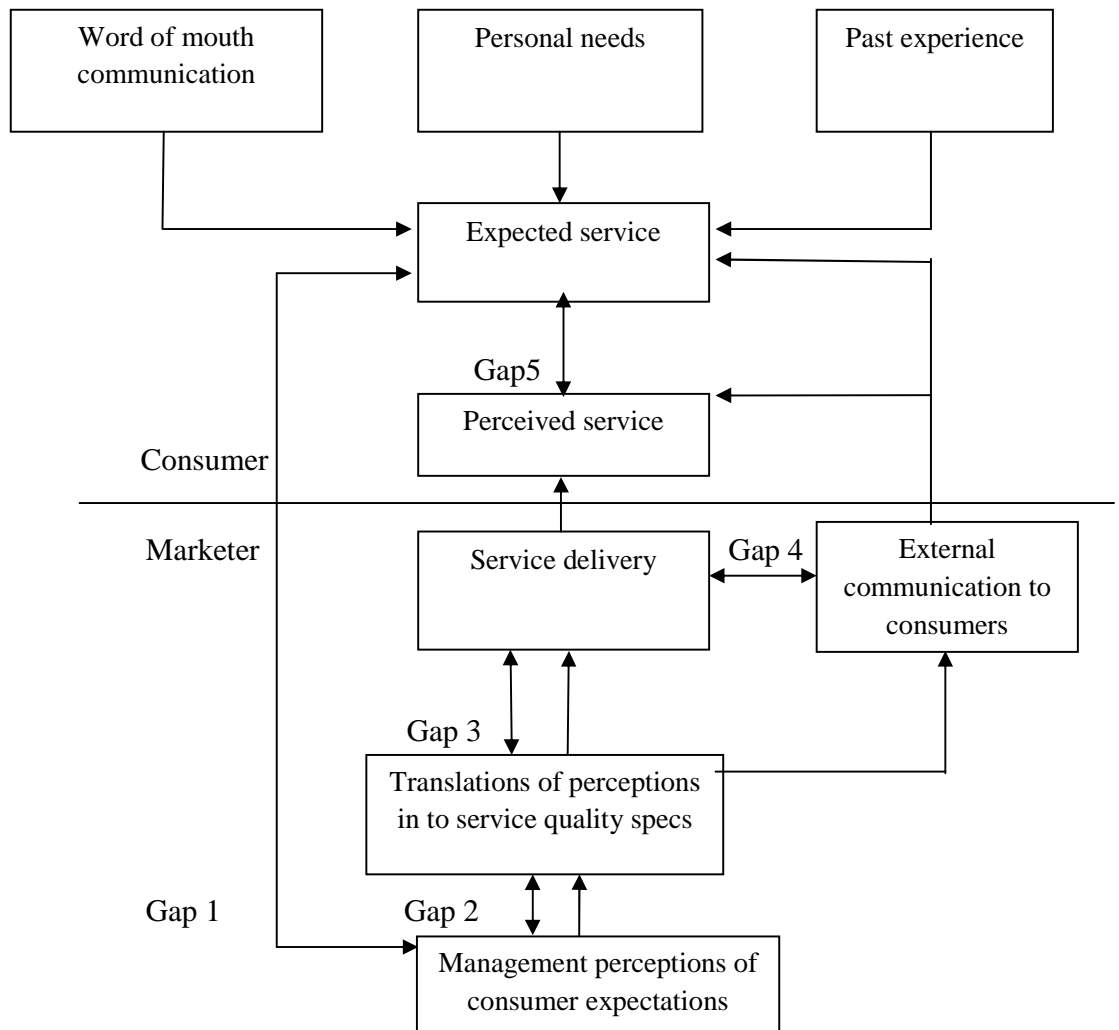 Word of mouth
communication
Personal needs
Past experience
Expected service
Gap5
Perceived service
Consumer
Marketer
Service delivery
Gap 4
External
communication to
consumers
Gap 3
Translations of perceptions
in to service quality specs
Gap 1
Gap 2
Management perceptions of
consumer expectations